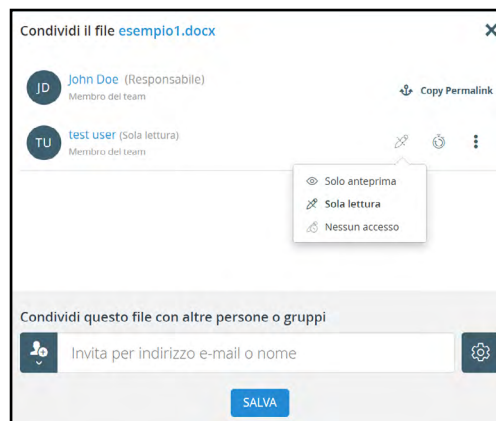 Condividi il file esempio1.docx
JD
John Doe (Responsabile)
Membro del team
Copy Permalink
TU
test user (Sola lettura)
Membro del team
Solo anteprima
Sola lettura
Nessun accesso
Condividi questo file con altre persone o gruppi
Invita per indirizzo e-mail o nome
SALVA